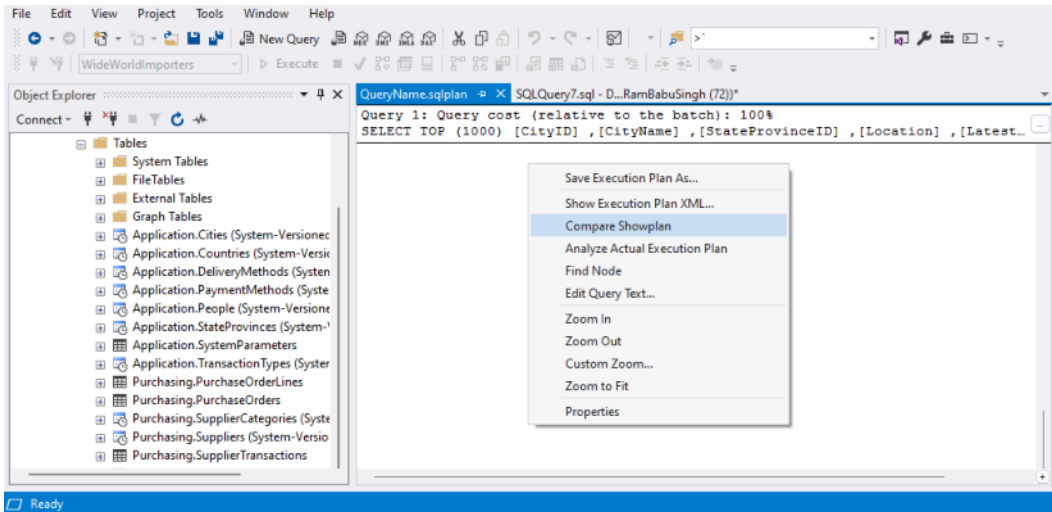 File Edit View Project Tools Window Help
New Query
WideWorldImporters Execute
Object Explorer
Connect
Tables
System Tables
FileTables
External Tables
Graph Tables
Application.Cities (System-Versioned
Application.Countries (System-Versio
Application.DeliveryMethods (System
Application.PaymentMethods (Syste
Application.People (System-Versione
Application.StateProvinces (System-
Application.SystemParameters
Application.TransactionTypes (System
Purchasing.PurchaseOrderLines
Purchasing.PurchaseOrders
Purchasing.SupplierCategories (Syste
Purchasing.Suppliers (System-Versio
Purchasing.SupplierTransactions
QueryName.sqlplan SQLQuery7.sql - D...RamBabuSingh (72))*
Query 1: Query cost (relative to the batch): 100%
SELECT TOP (1000) [CityID] ,[CityName] ,[StateProvinceID] ,[Location] ,[Latest...
Save Execution Plan As...
Show Execution Plan XML...
Compare Showplan
Analyze Actual Execution Plan
Find Node
Edit Query Text...
Zoom In
Zoom Out
Custom Zoom...
Zoom to Fit
Properties
Ready